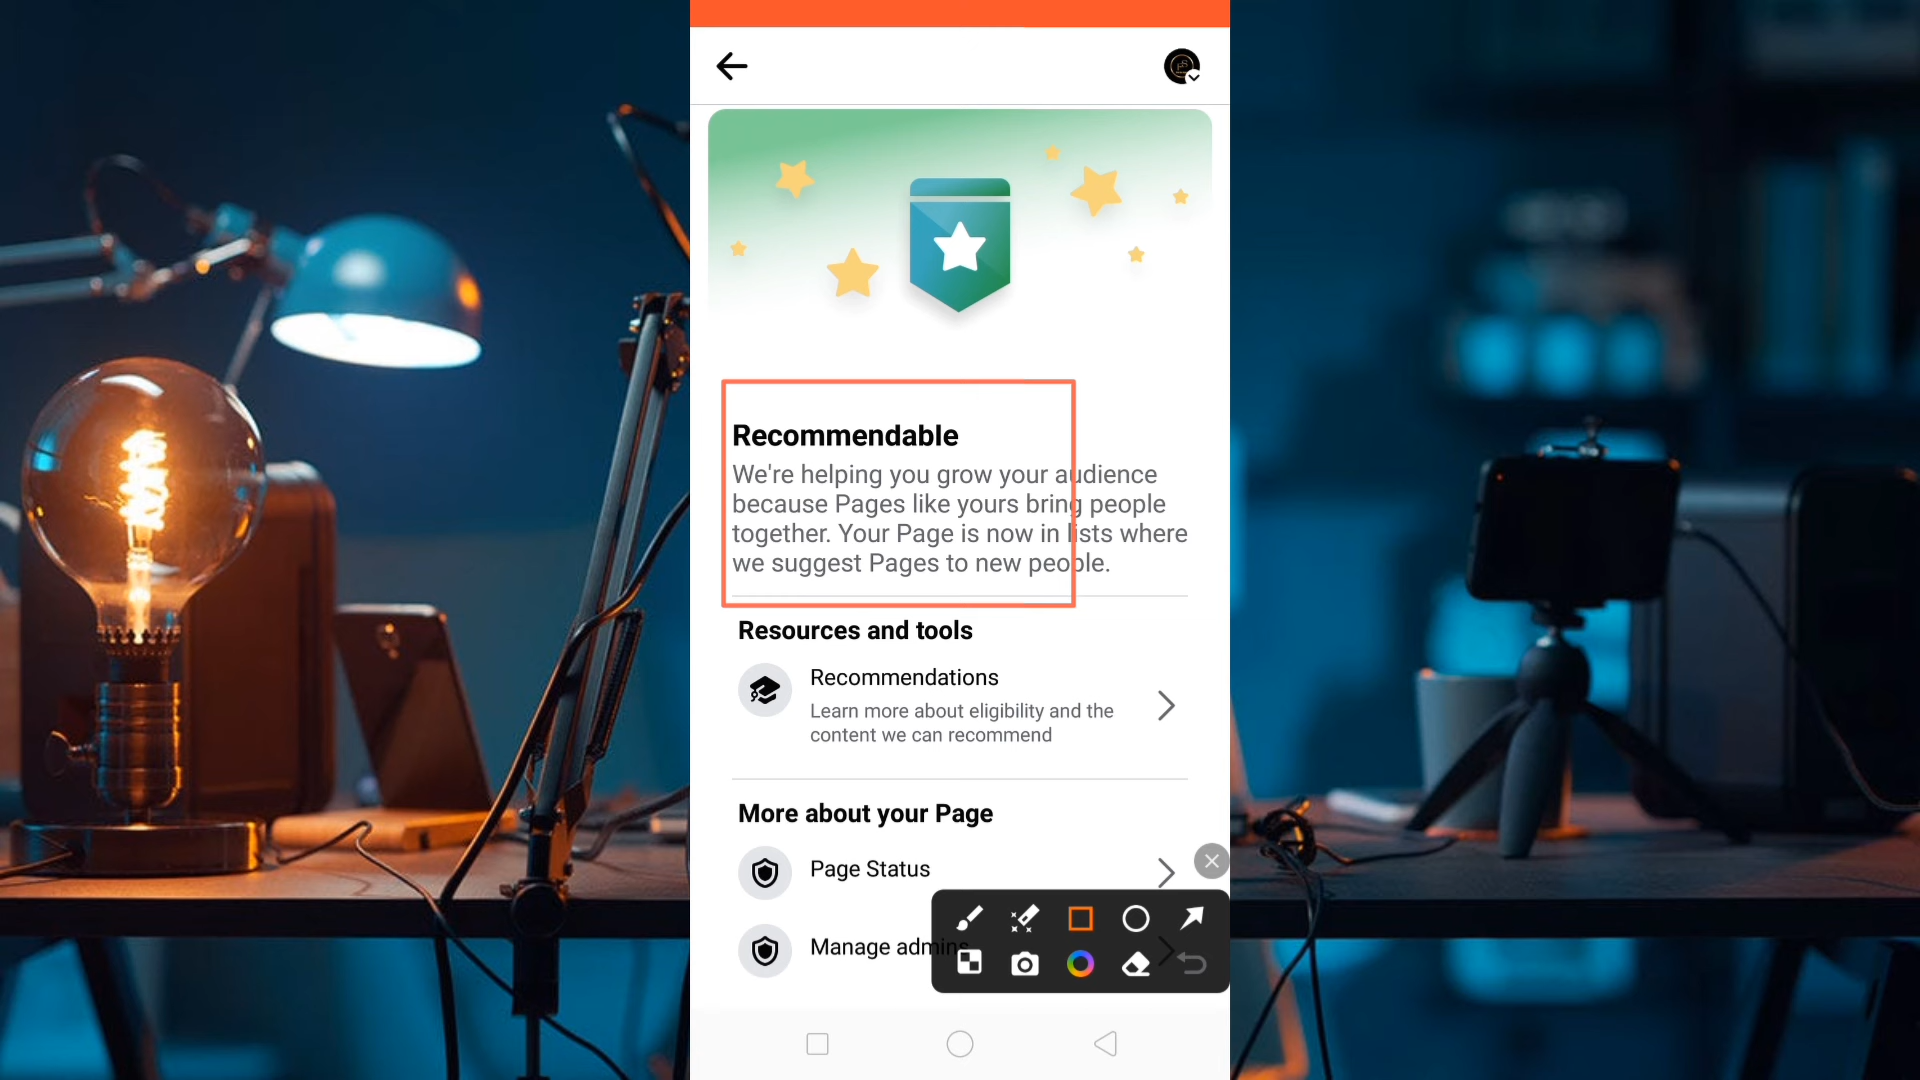 Recommendable
We're helping you grow your audience
because Pages like yours bring people
together. Your Page is now in lists where
we suggest Pages to new people.
Resources and tools
Recommendations
Learn more about eligibility and the
content we can recommend
More about your Page
Page Status
Manage admins